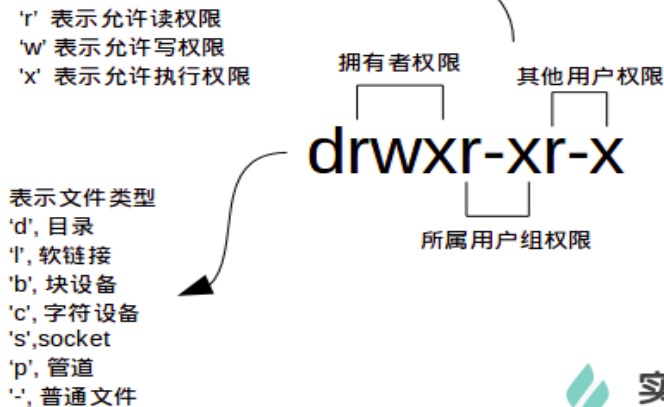 'r' 表示允许读权限
'w' 表示允许写权限
'x' 表示允许执行权限
拥有者权限
其他用户权限
drwxr-xr-x
所属用户组权限
表示文件类型
'd', 目录
'l', 软链接
'b', 块设备
'c', 字符设备
's',socket
'p', 管道
'-', 普通文件
实